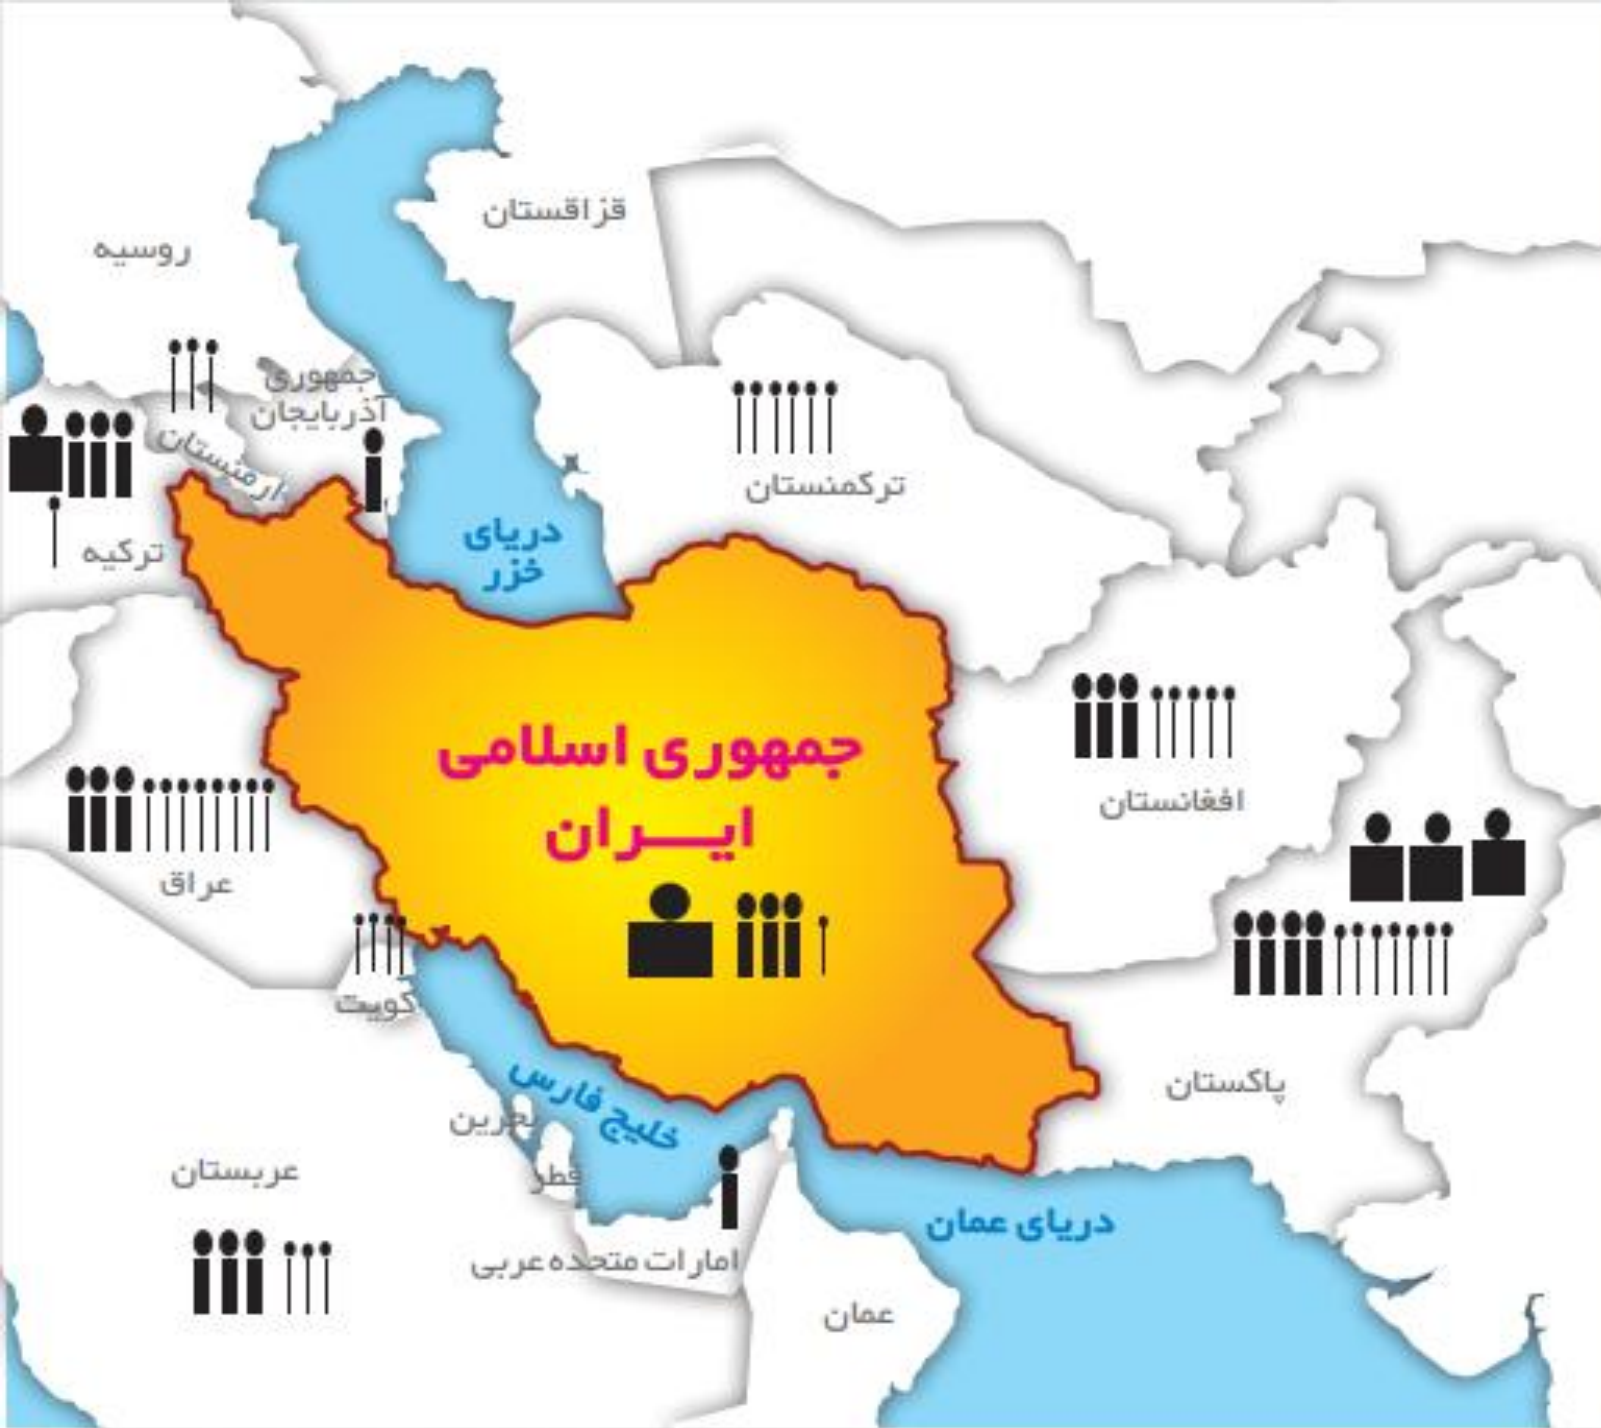 قزاقستان
روسیه
جمهوری
آذربایجان
ارمنستان
ترکیه
ترکمنستان
دریای
خزر
جمهوری اسلامی
ایـــران
افغانستان
عراق
کویت
پاکستان
خلیج فارس
بحرین
قطر
عربستان
امارات متحده عربی
دریای عمان
عمان